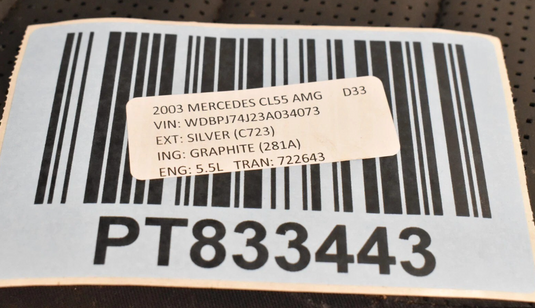 2003 MERCEDES CL55 AMG D33
VIN: WDBPJ74J23A034073
EXT: SILVER (C723)
ING: GRAPHITE (281A)
ENG: 5.5L TRAN: 722643
PT833443